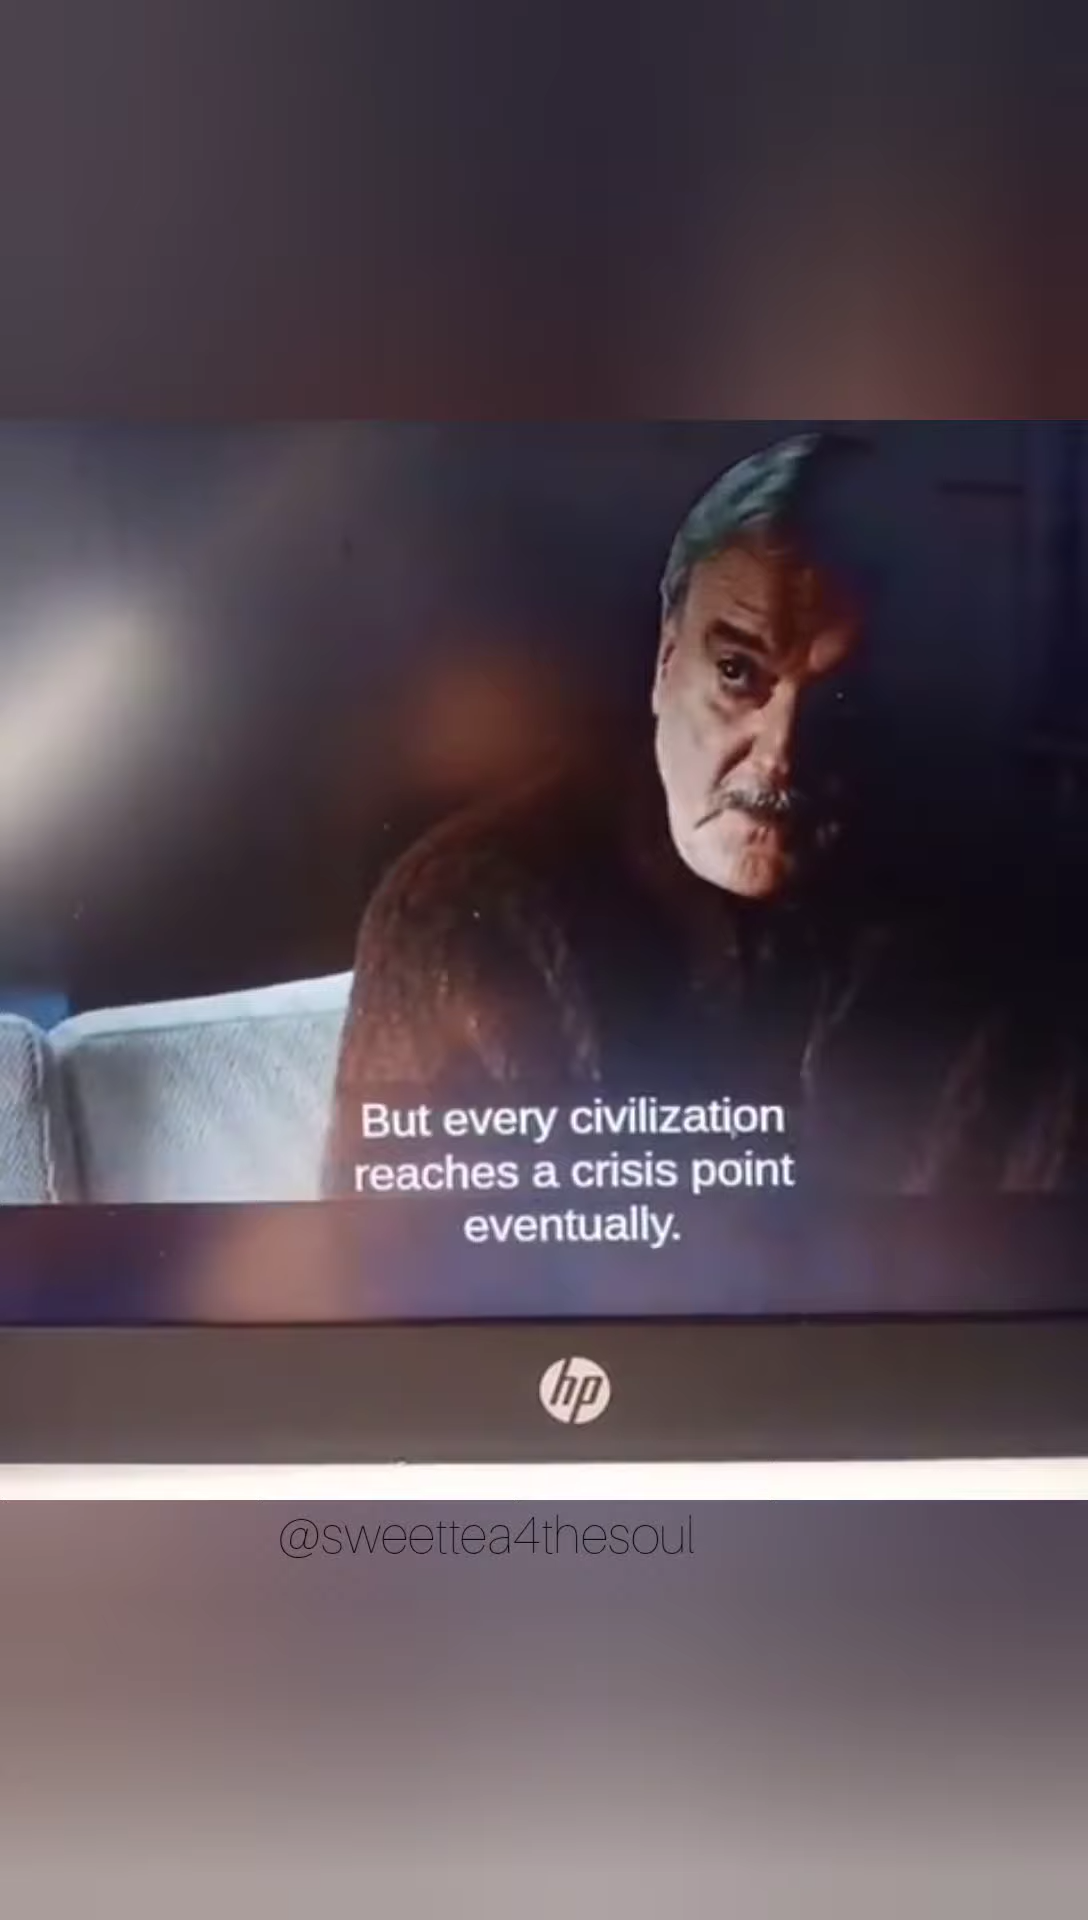 But every civilization
reaches a crisis point
eventually.
hp
@sweettea4thesoul